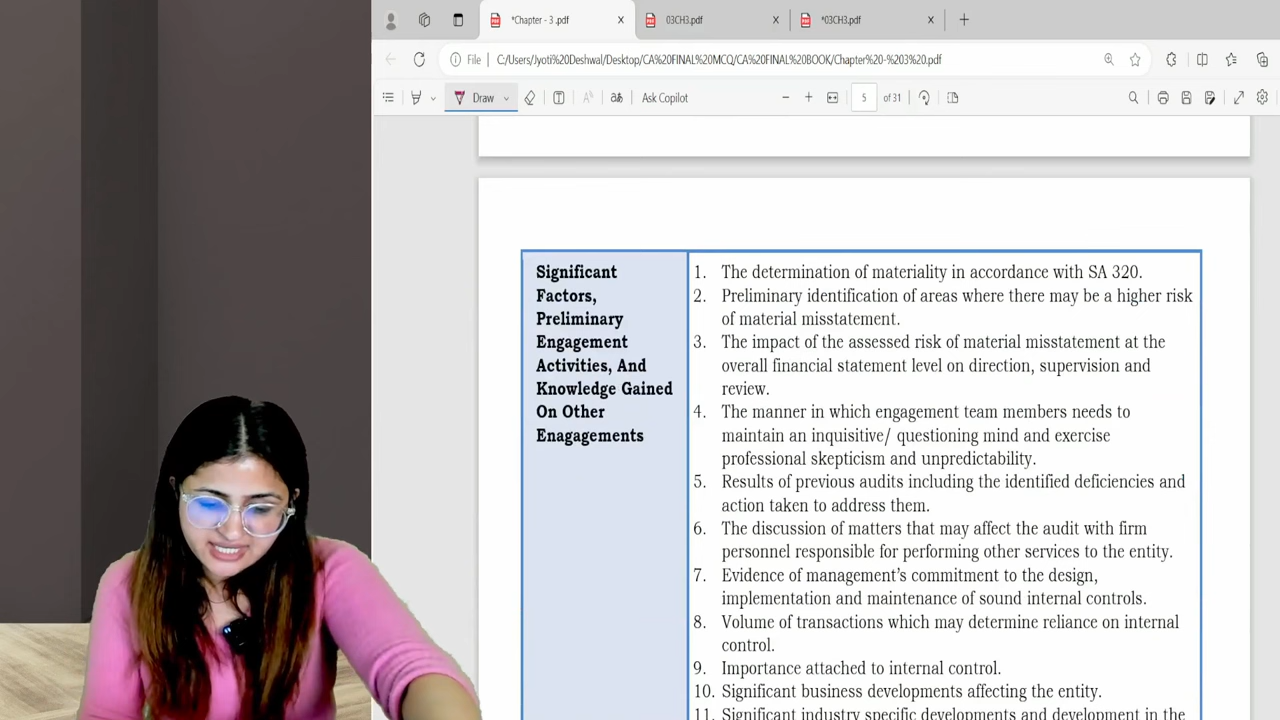 *Chapter - 3 .pdf
03CH3.pdf
*03CH3.pdf
File
C:/Users/Jyoti%20Deshwal/Desktop/CA%20FINAL%20MCQ/CA%20FINAL%20BOOK/Chapter%20-%203%20.pdf
Draw
Ask Copilot
5
of 31
Significant
Factors,
Preliminary
Engagement
Activities, And
Knowledge Gained
On Other
Enagagements
1. The determination of materiality in accordance with SA 320.
2. Preliminary identification of areas where there may be a higher risk
of material misstatement.
3. The impact of the assessed risk of material misstatement at the
overall financial statement level on direction, supervision and
review.
4. The manner in which engagement team members needs to
maintain an inquisitive/ questioning mind and exercise
professional skepticism and unpredictability.
5. Results of previous audits including the identified deficiencies and
action taken to address them.
6. The discussion of matters that may affect the audit with firm
personnel responsible for performing other services to the entity.
7. Evidence of management's commitment to the design,
implementation and maintenance of sound internal controls.
8. Volume of transactions which may determine reliance on internal
control.
9. Importance attached to internal control.
10. Significant business developments affecting the entity.
11. Significant industry specific developments and development in the